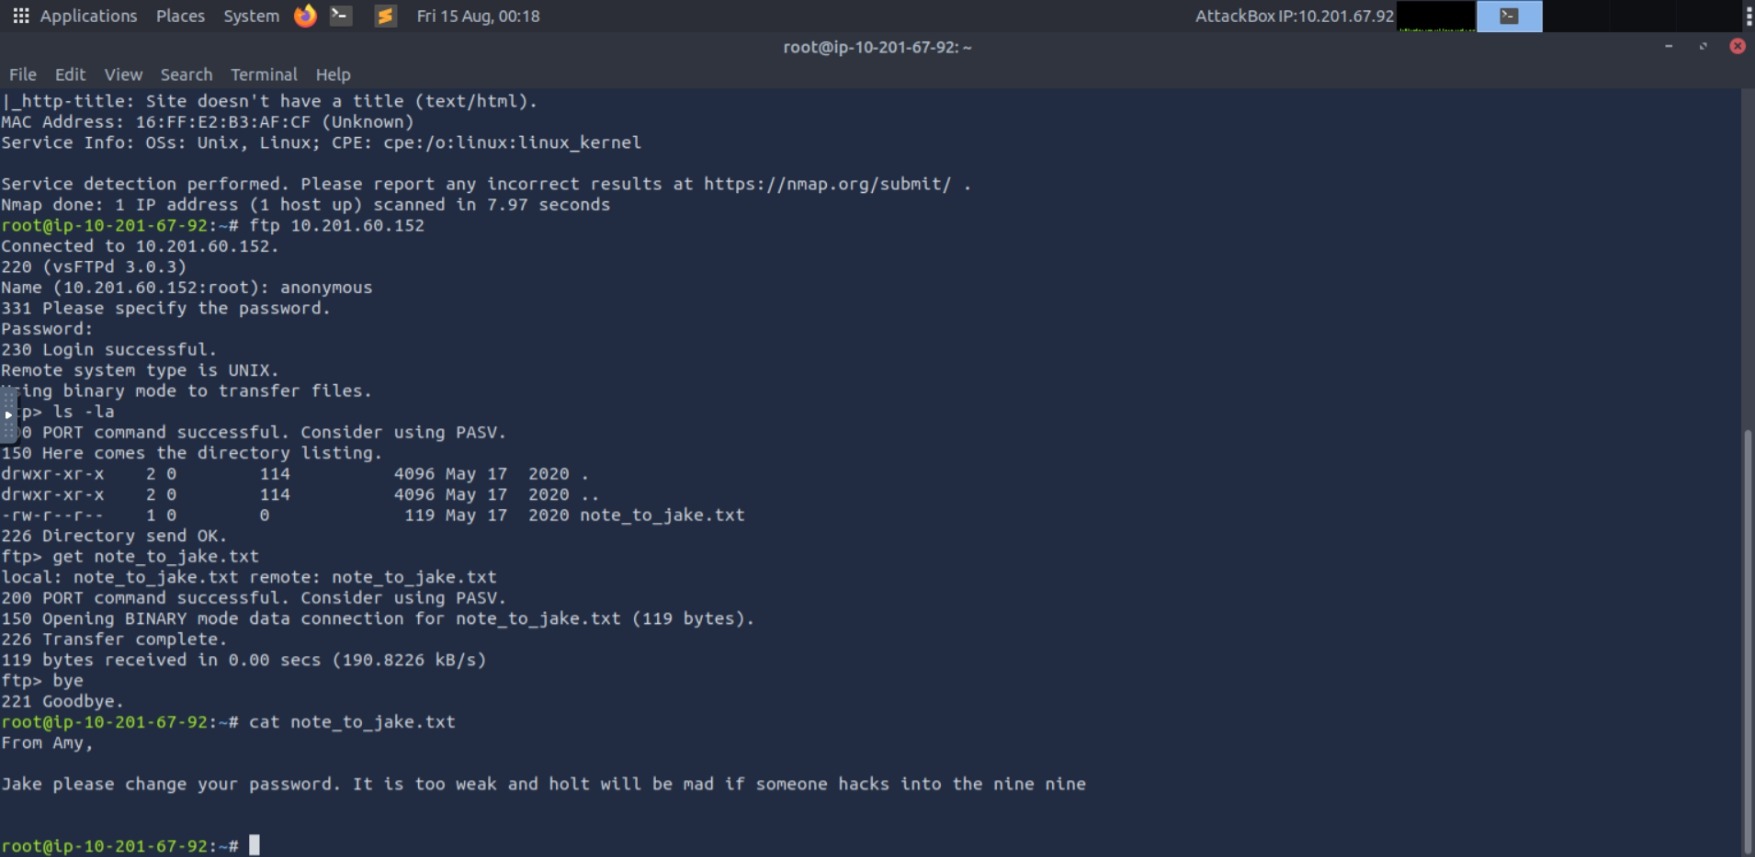 Applications Places System Fri 15 Aug, 00:18 AttackBox IP:10.201.67.92
root@ip-10-201-67-92: ~
File Edit View Search Terminal Help
|_http-title: Site doesn't have a title (text/html).
MAC Address: 16:FF:E2:B3:AF:CF (Unknown)
Service Info: OSs: Unix, Linux; CPE: cpe:/o:linux:linux_kernel
Service detection performed. Please report any incorrect results at https://nmap.org/submit/ .
Nmap done: 1 IP address (1 host up) scanned in 7.97 seconds
root@ip-10-201-67-92:~# ftp 10.201.60.152
Connected to 10.201.60.152.
220 (vsFTPd 3.0.3)
Name (10.201.60.152:root): anonymous
331 Please specify the password.
Password:
230 Login successful.
Remote system type is UNIX.
ing binary mode to transfer files.
p> ls -la
0 PORT command successful. Consider using PASV.
150 Here comes the directory listing.
drwxr-xr-x    2 0        114          4096 May 17  2020 .
drwxr-xr-x    2 0        114          4096 May 17  2020 ..
-rw-r--r--    1 0        0             119 May 17  2020 note_to_jake.txt
226 Directory send OK.
ftp> get note_to_jake.txt
local: note_to_jake.txt remote: note_to_jake.txt
200 PORT command successful. Consider using PASV.
150 Opening BINARY mode data connection for note_to_jake.txt (119 bytes).
226 Transfer complete.
119 bytes received in 0.00 secs (190.8226 kB/s)
ftp> bye
221 Goodbye.
root@ip-10-201-67-92:~# cat note_to_jake.txt
From Amy,
Jake please change your password. It is too weak and holt will be mad if someone hacks into the nine nine
root@ip-10-201-67-92:~#